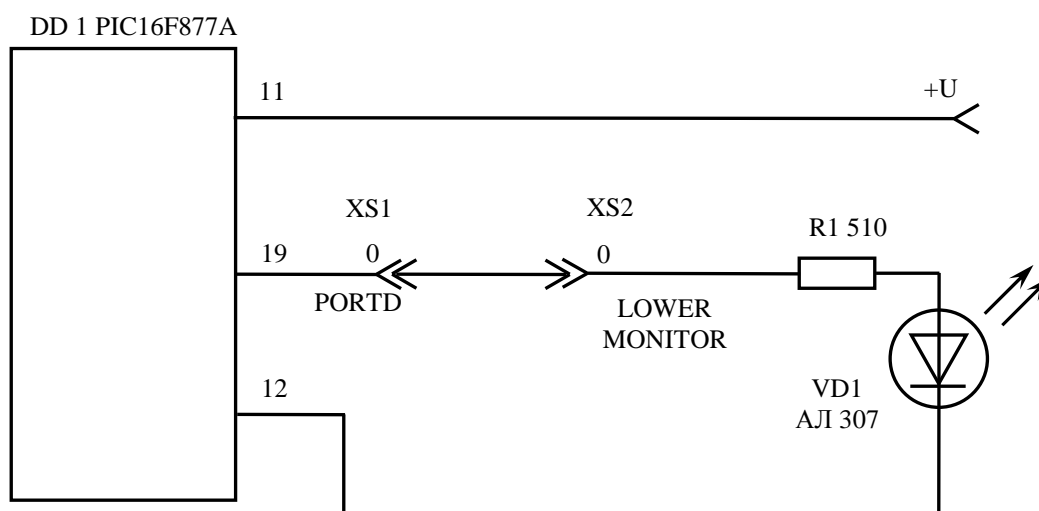 DD 1 PIC16F877A
11
+U
XS1
XS2
R1 510
19
0
0
PORTD
LOWER
MONITOR
12
VD1
АЛ 307